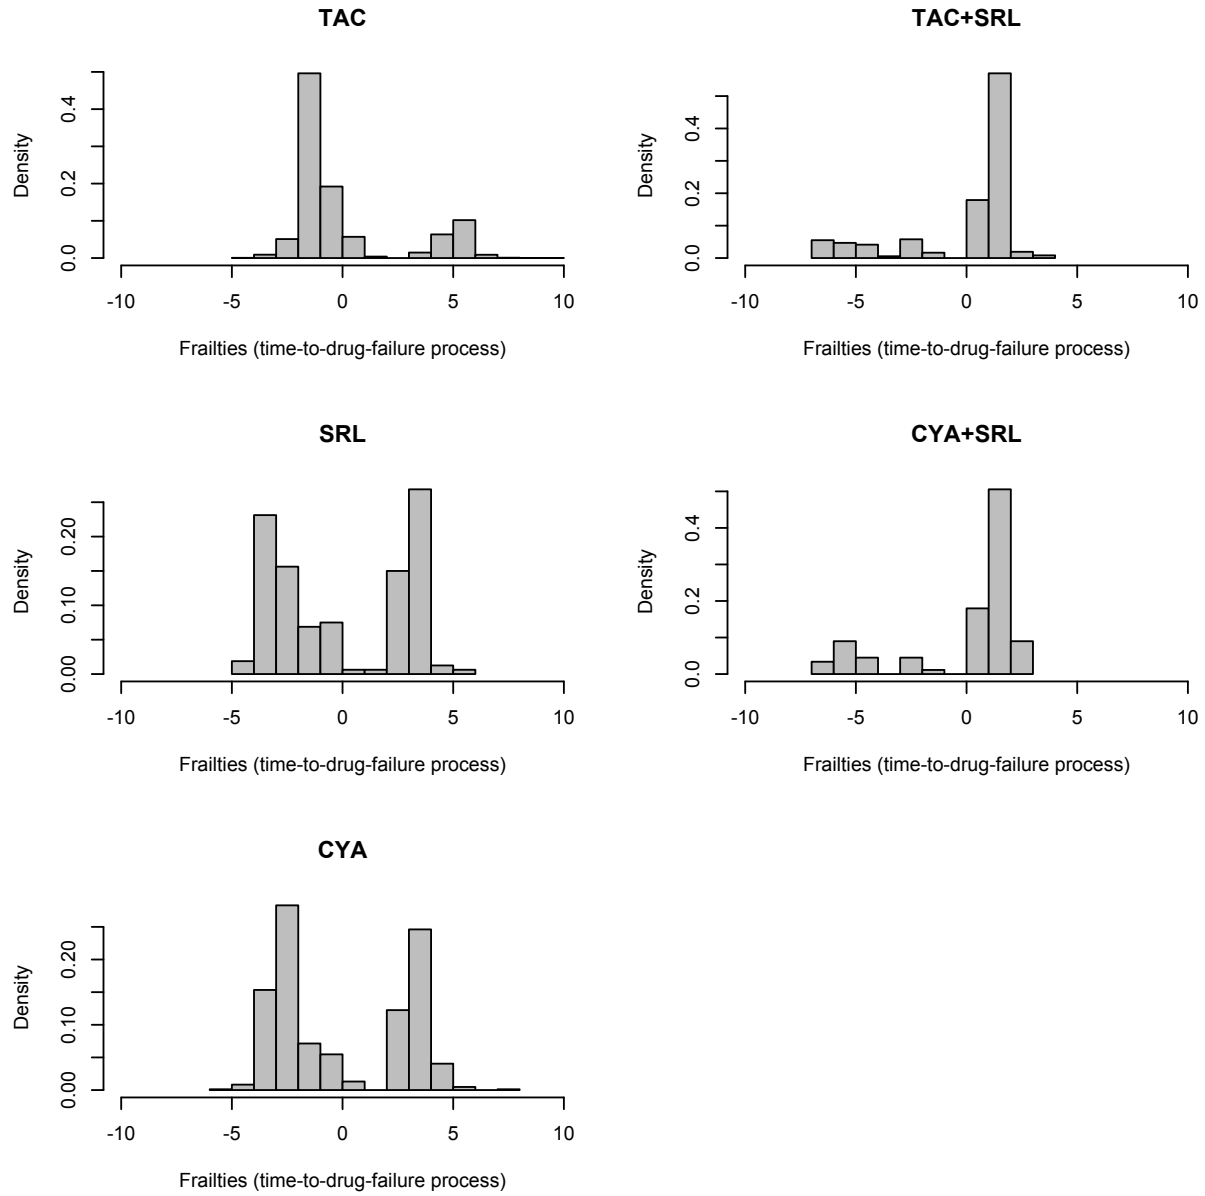 TAC
Density
0.0 0.2 0.4
-10 -5 0 5 10
Frailties (time-to-drug-failure process)
TAC+SRL
Density
0.0 0.2 0.4
-10 -5 0 5 10
Frailties (time-to-drug-failure process)
SRL
Density
0.00 0.10 0.20
-10 -5 0 5 10
Frailties (time-to-drug-failure process)
CYA+SRL
Density
0.0 0.2 0.4
-10 -5 0 5 10
Frailties (time-to-drug-failure process)
CYA
Density
0.00 0.10 0.20
-10 -5 0 5 10
Frailties (time-to-drug-failure process)